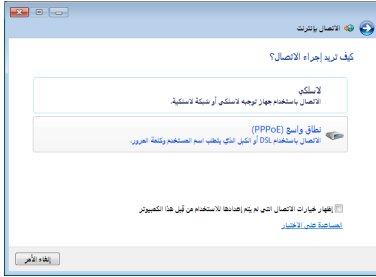 الاتصال بإنترنت
كيف تريد إجراء الاتصال؟
لاسلكي
الاتصال باستخدام جهاز توجيه لاسلكي أو شبكة لاسلكية.
نطاق واسع (PPPoE)
الاتصال باستخدام DSL أو الكبل الذي يتطلب اسم المستخدم وكلمة المرور.
إظهار خيارات الاتصال التي لم يتم إعدادها للاستخدام من قبل هذا الكمبيوتر
المساعدة على الاختيار
إلغاء الأمر